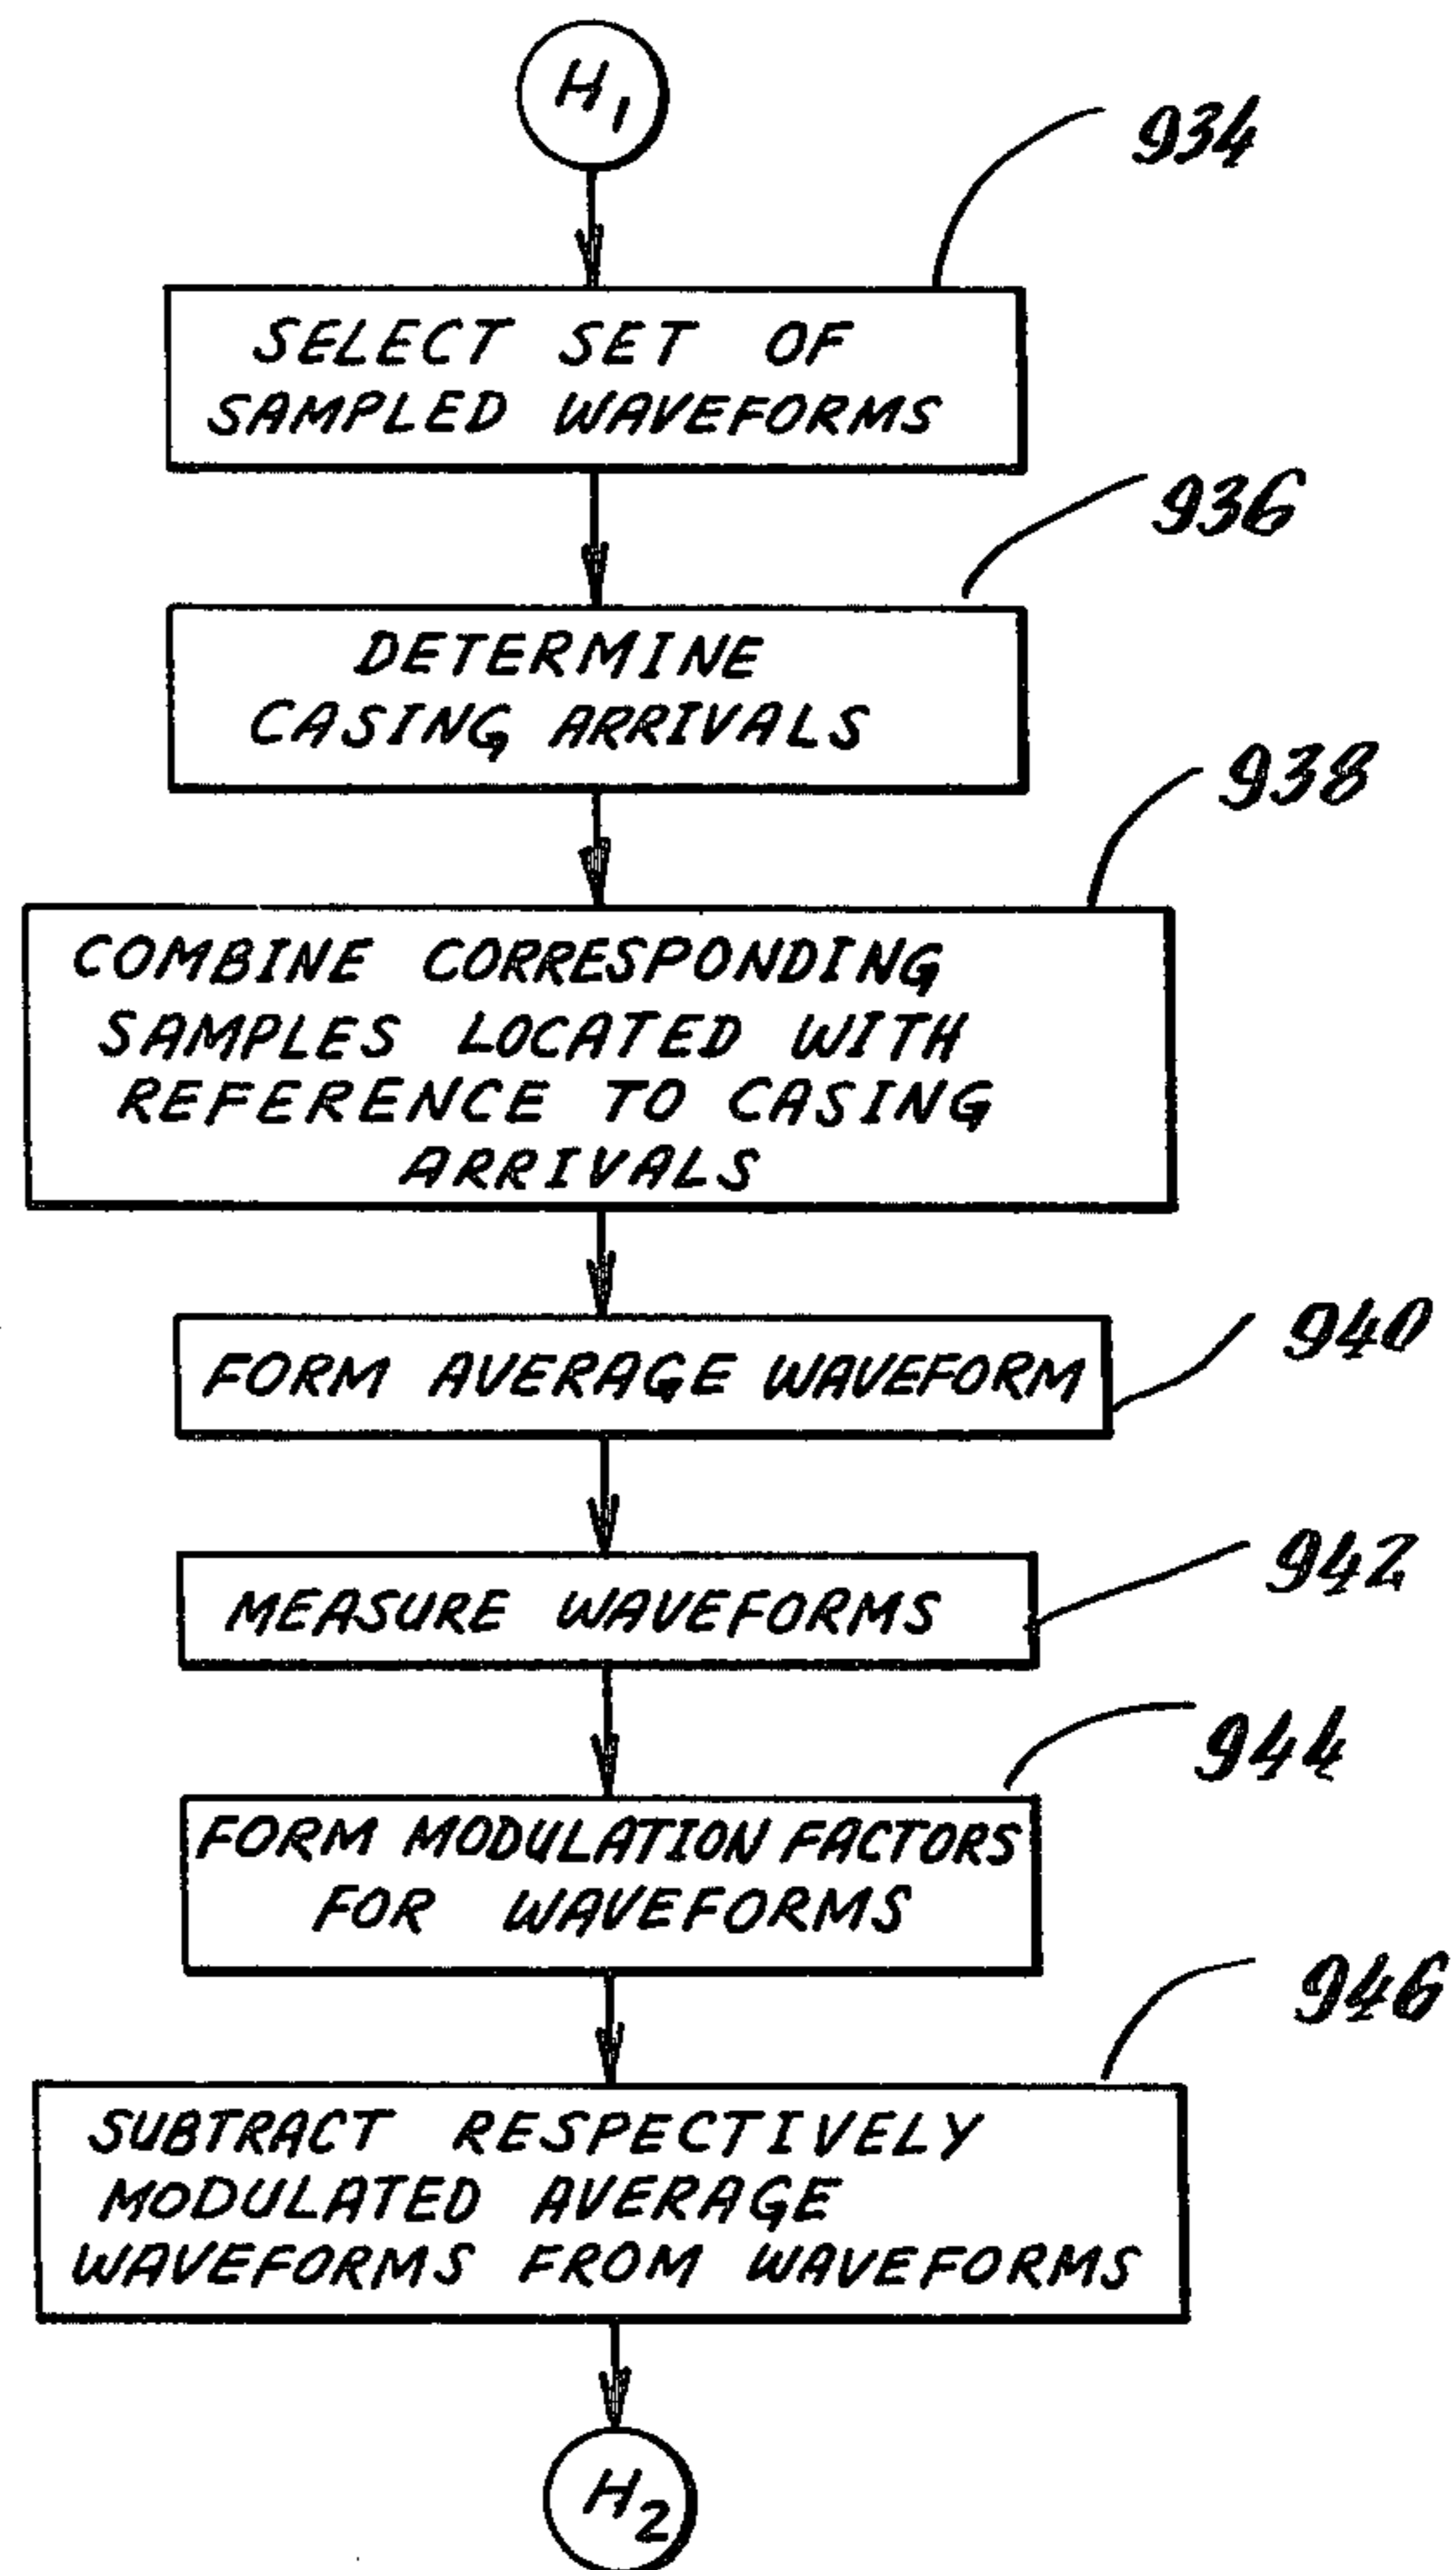 H1
934
SELECT SET OF
SAMPLED WAVEFORMS
936
DETERMINE
CASING ARRIVALS
938
COMBINE CORRESPONDING
SAMPLES LOCATED WITH
REFERENCE TO CASING
ARRIVALS
940
FORM AVERAGE WAVEFORM
942
MEASURE WAVEFORMS
944
FORM MODULATION FACTORS
FOR WAVEFORMS
946
SUBTRACT RESPECTIVELY
MODULATED AVERAGE
WAVEFORMS FROM WAVEFORMS
H2